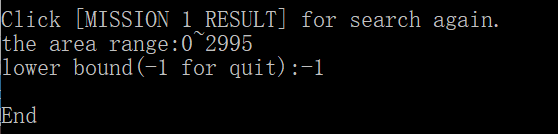 Click [MISSION 1 RESULT] for search again.
the area range:0~2995
lower bound(-1 for quit):-1
End